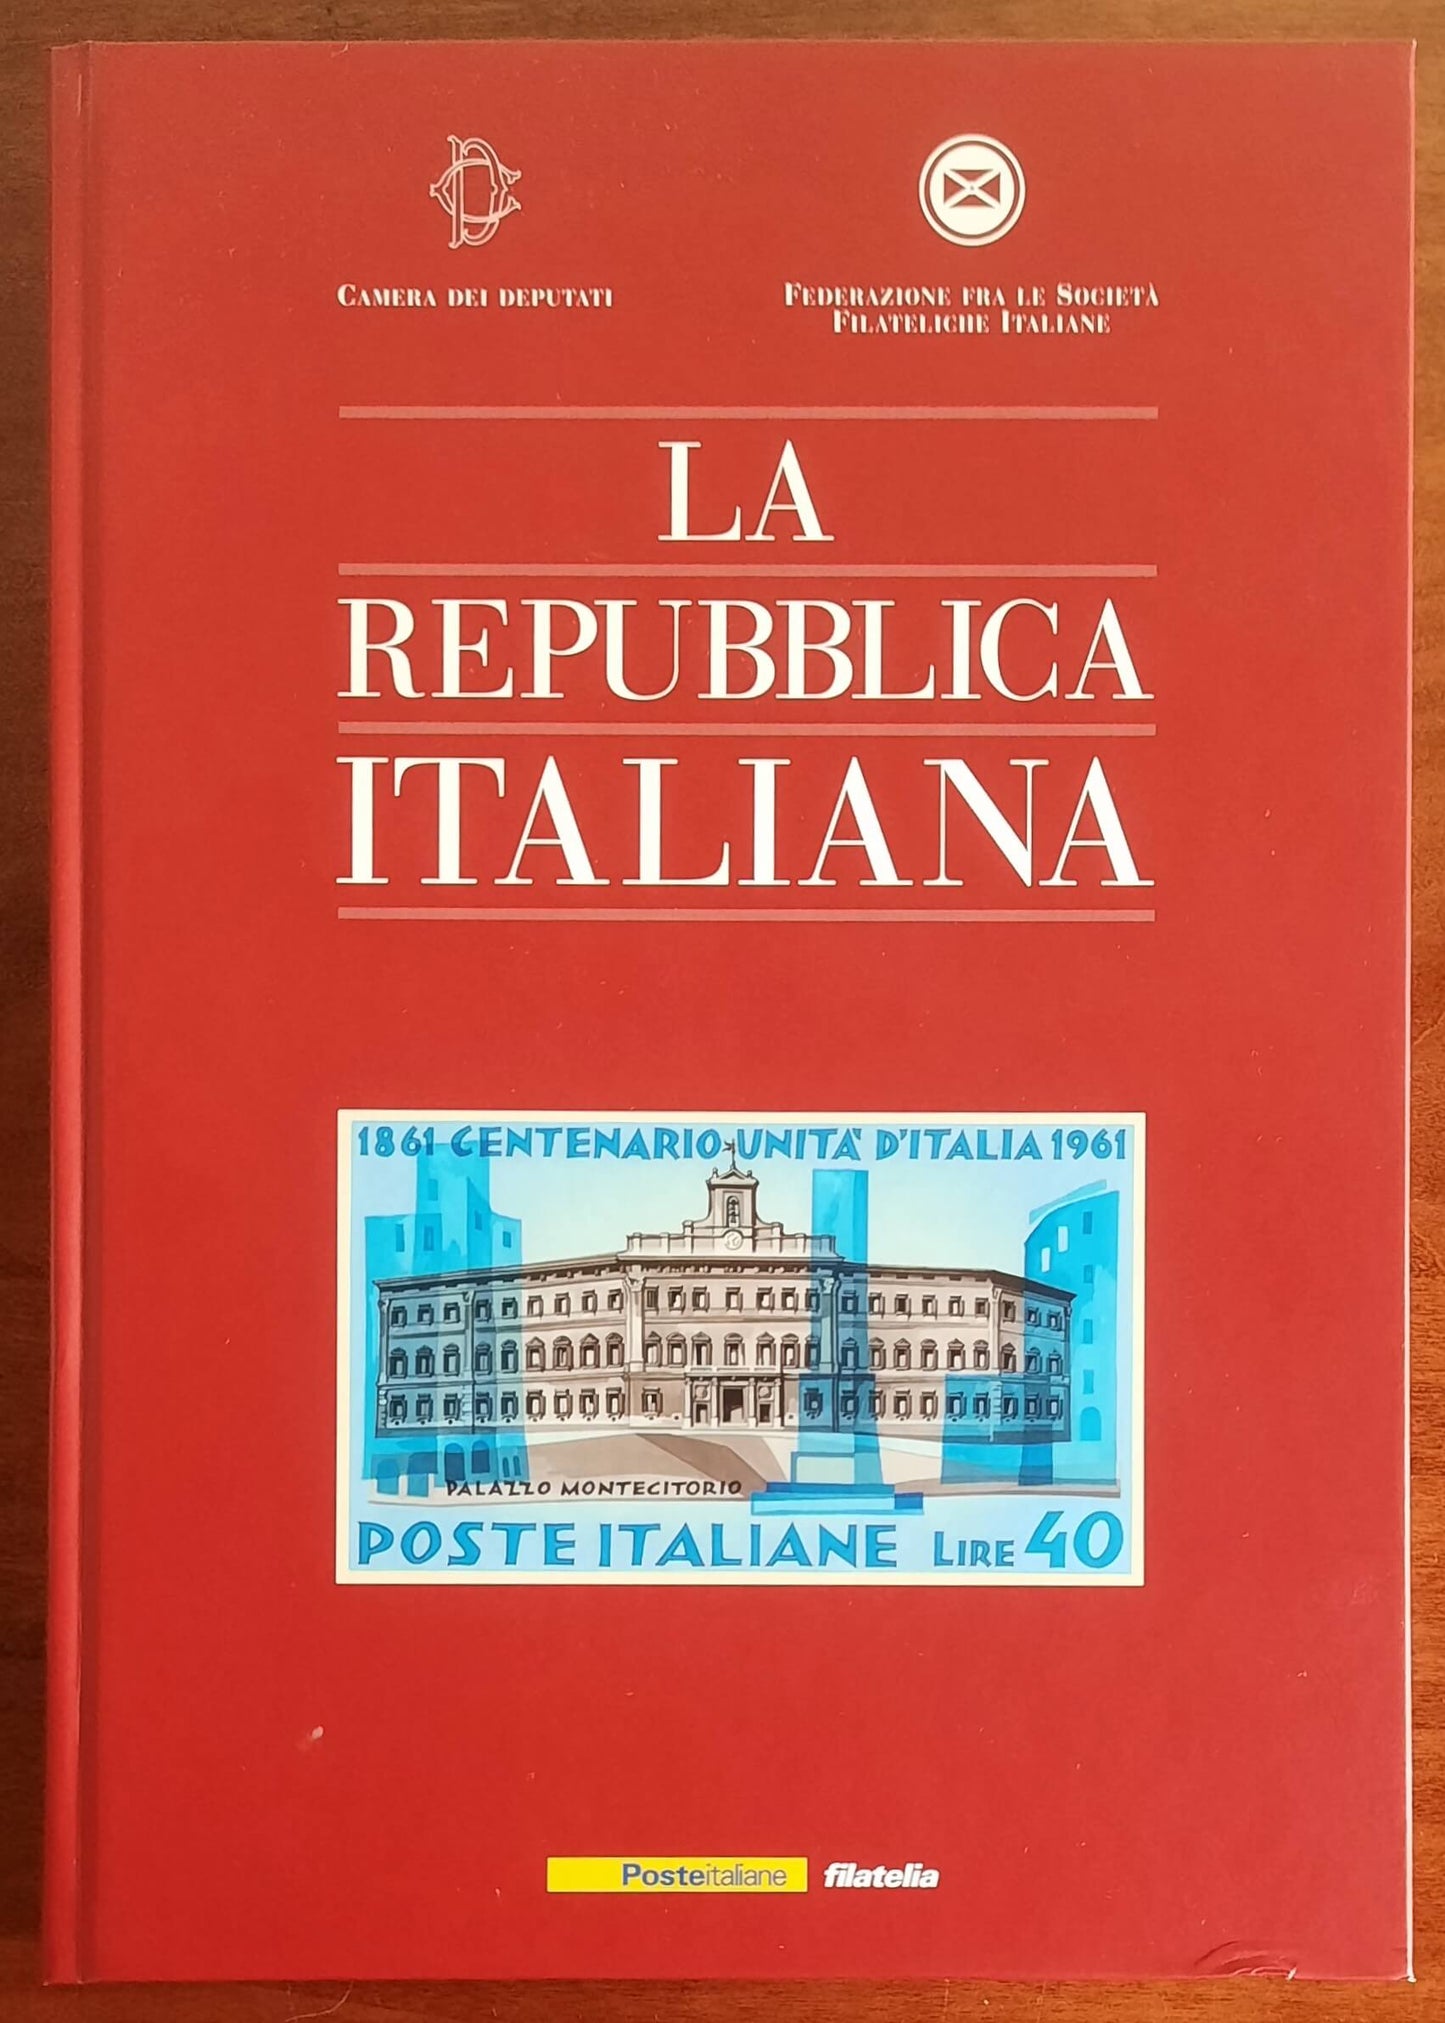 CAMERA DEI DEPUTATI
FEDERAZIONE FRA LE SOCIETÀ
FILATELICHE ITALIANE
LA
REPUBBLICA
ITALIANA
1861 CENTENARIO UNITA' D'ITALIA 1961
PALAZZO MONTECITORIO
POSTE ITALIANE LIRE 40
Posteitaliane filatelia